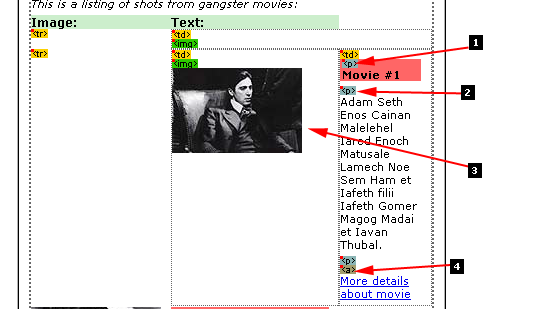 This is a listing of shots from gangster movies:
Image: Text:
<tr> <td>
<img>
<tr> <td> <td>
<img> <p>
1
Movie #1
<p>
2
Adam Seth
Enos Cainan
Malelehel
Iared Enoch
Matusale
3
Lamech Noe
Sem Ham et
Iafeth filii
Iafeth Gomer
Magog Madai
et Iavan
Thubal.
<p>
<a>
4
More details
about movie